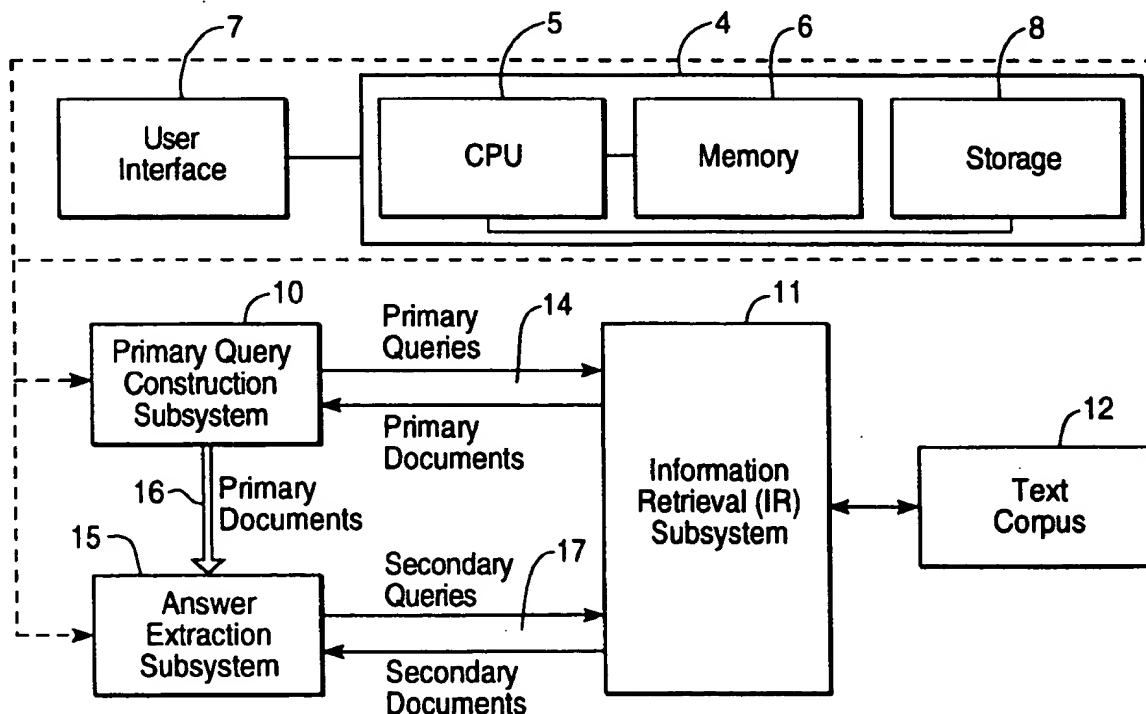 7
5
4
6
8
User
Interface
CPU
Memory
Storage
10
14
11
Primary
Queries
Primary Query
Construction
Subsystem
Primary
Documents
12
Information
Retrieval (IR)
Subsystem
Text
Corpus
16
Primary
Documents
15
17
Secondary
Queries
Answer
Extraction
Subsystem
Secondary
Documents